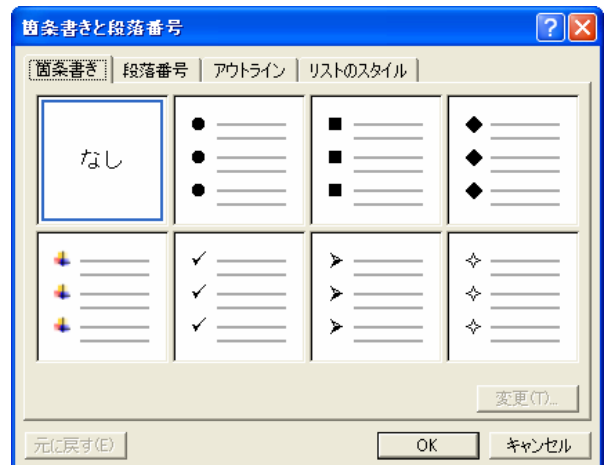 箇条書きと段落番号
箇条書き 段落番号 アウトライン リストのスタイル
なし
変更(T)...
元に戻す(E) OK キャンセル